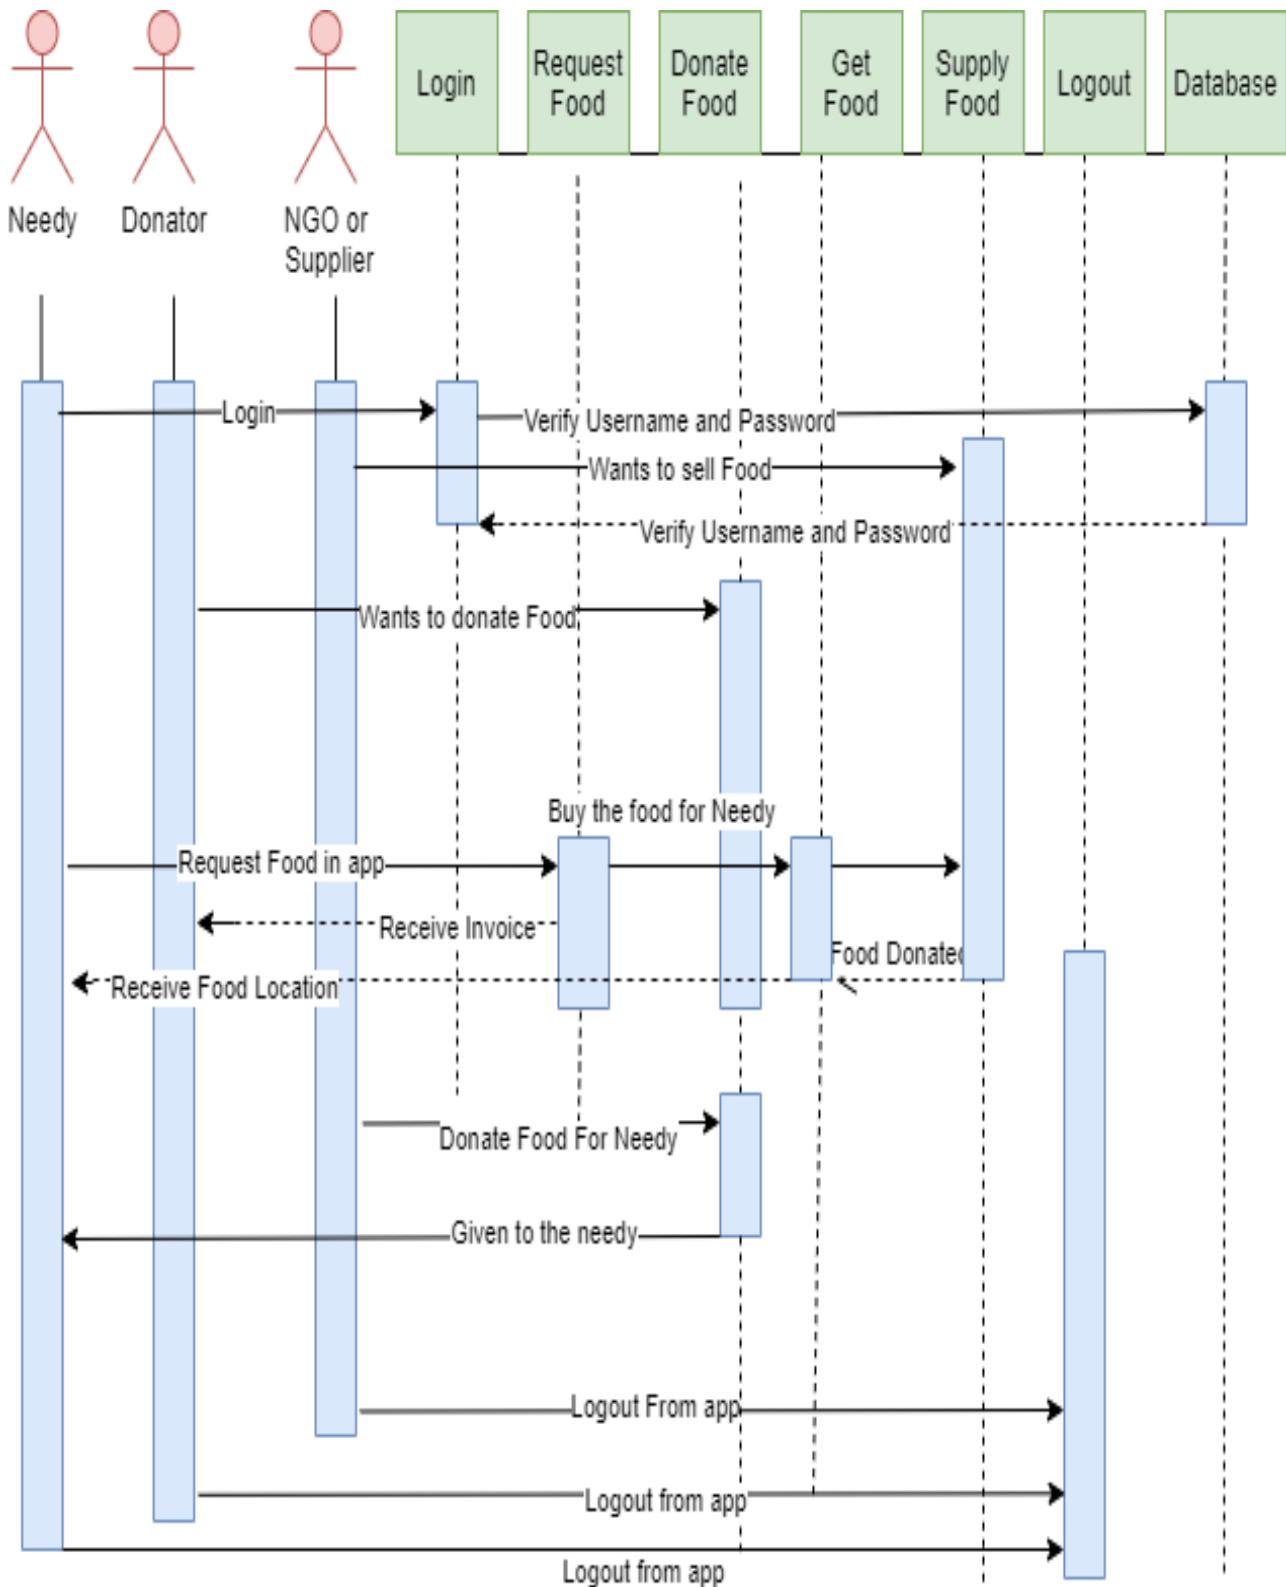 Login
Request
Food
Donate
Food
Get
Food
Supply
Food
Logout
Database
Needy
Donator
NGO or
Supplier
Login
Verify Username and Password
Wants to sell Food
Verify Username and Password
Wants to donate Food
Buy the food for Needy
Request Food in app
Receive Invoice
Food Donated
Receive Food Location
Donate Food For Needy
Given to the needy
Logout From app
Logout from app
Logout from app